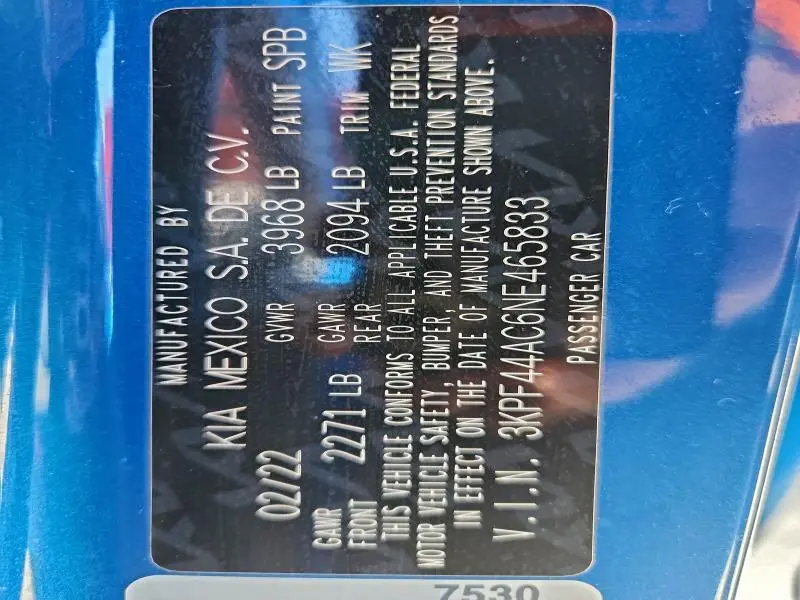 MANUFACTURED BY
KIA MEXICO S.A. DE C.V.
02/22 GVWR 3968 LB PAINT SPB
GAWR FRONT 2271 LB GAWR REAR 2094 LB TRIM WK
THIS VEHICLE CONFORMS TO ALL APPLICABLE U.S.A. FEDERAL
MOTOR VEHICLE SAFETY, BUMPER, AND THEFT PREVENTION STANDARDS
IN EFFECT ON THE DATE OF MANUFACTURE SHOWN ABOVE.
V.I.N. 3KPF44AC6NE465833
PASSENGER CAR
7530